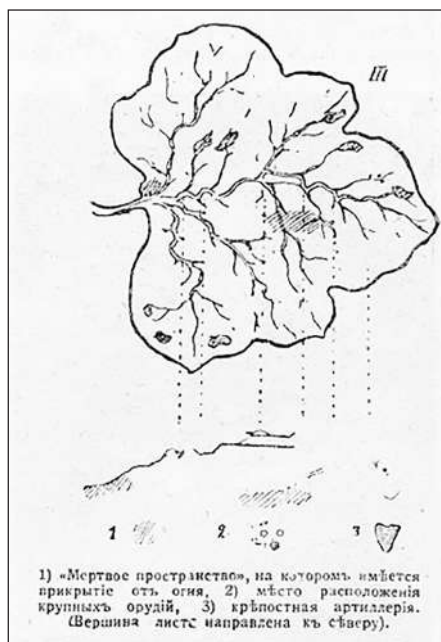 III
1 2 3
1) «Мертвое пространство», на которомъ имѣется
прикрытіе отъ огня, 2) мѣсто расположенія
крупныхъ орудій, 3) крѣпостная артиллерія.
(Вершина листа направлена къ сѣверу).